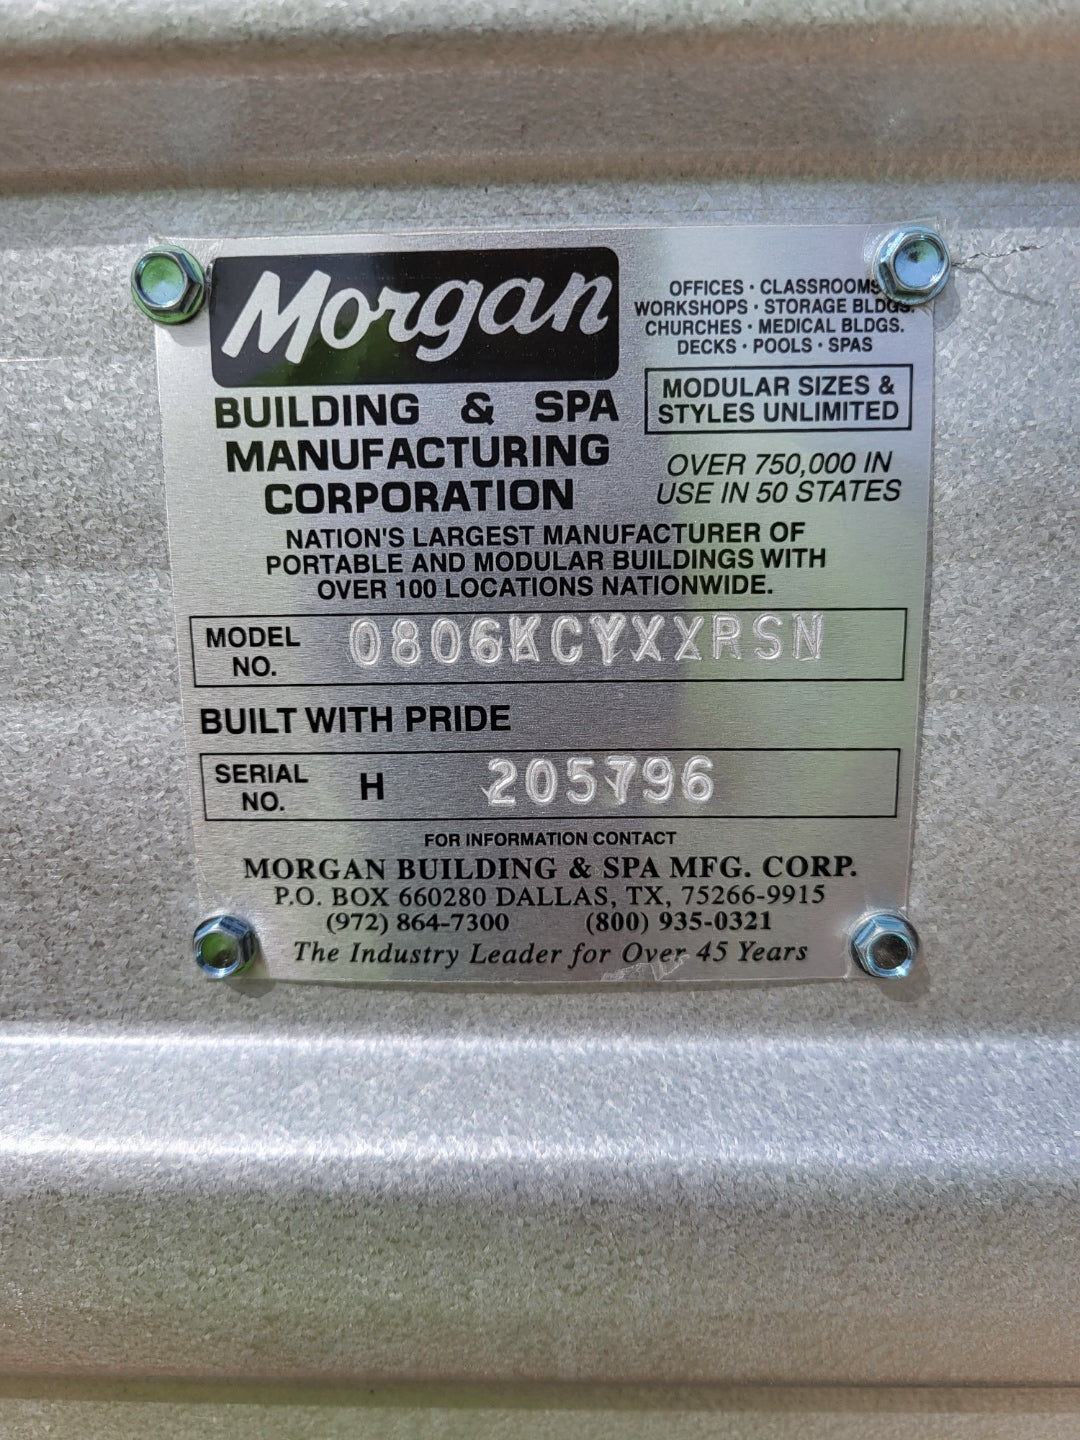 Morgan
BUILDING & SPA
MANUFACTURING
CORPORATION
OFFICES · CLASSROOMS
WORKSHOPS · STORAGE BLDGS.
CHURCHES · MEDICAL BLDGS.
DECKS · POOLS · SPAS
MODULAR SIZES &
STYLES UNLIMITED
OVER 750,000 IN
USE IN 50 STATES
NATION'S LARGEST MANUFACTURER OF
PORTABLE AND MODULAR BUILDINGS WITH
OVER 100 LOCATIONS NATIONWIDE.
MODEL NO. 0806KCYXXRSN
BUILT WITH PRIDE
SERIAL NO. H 205796
FOR INFORMATION CONTACT
MORGAN BUILDING & SPA MFG. CORP.
P.O. BOX 660280 DALLAS, TX, 75266-9915
(972) 864-7300 (800) 935-0321
The Industry Leader for Over 45 Years